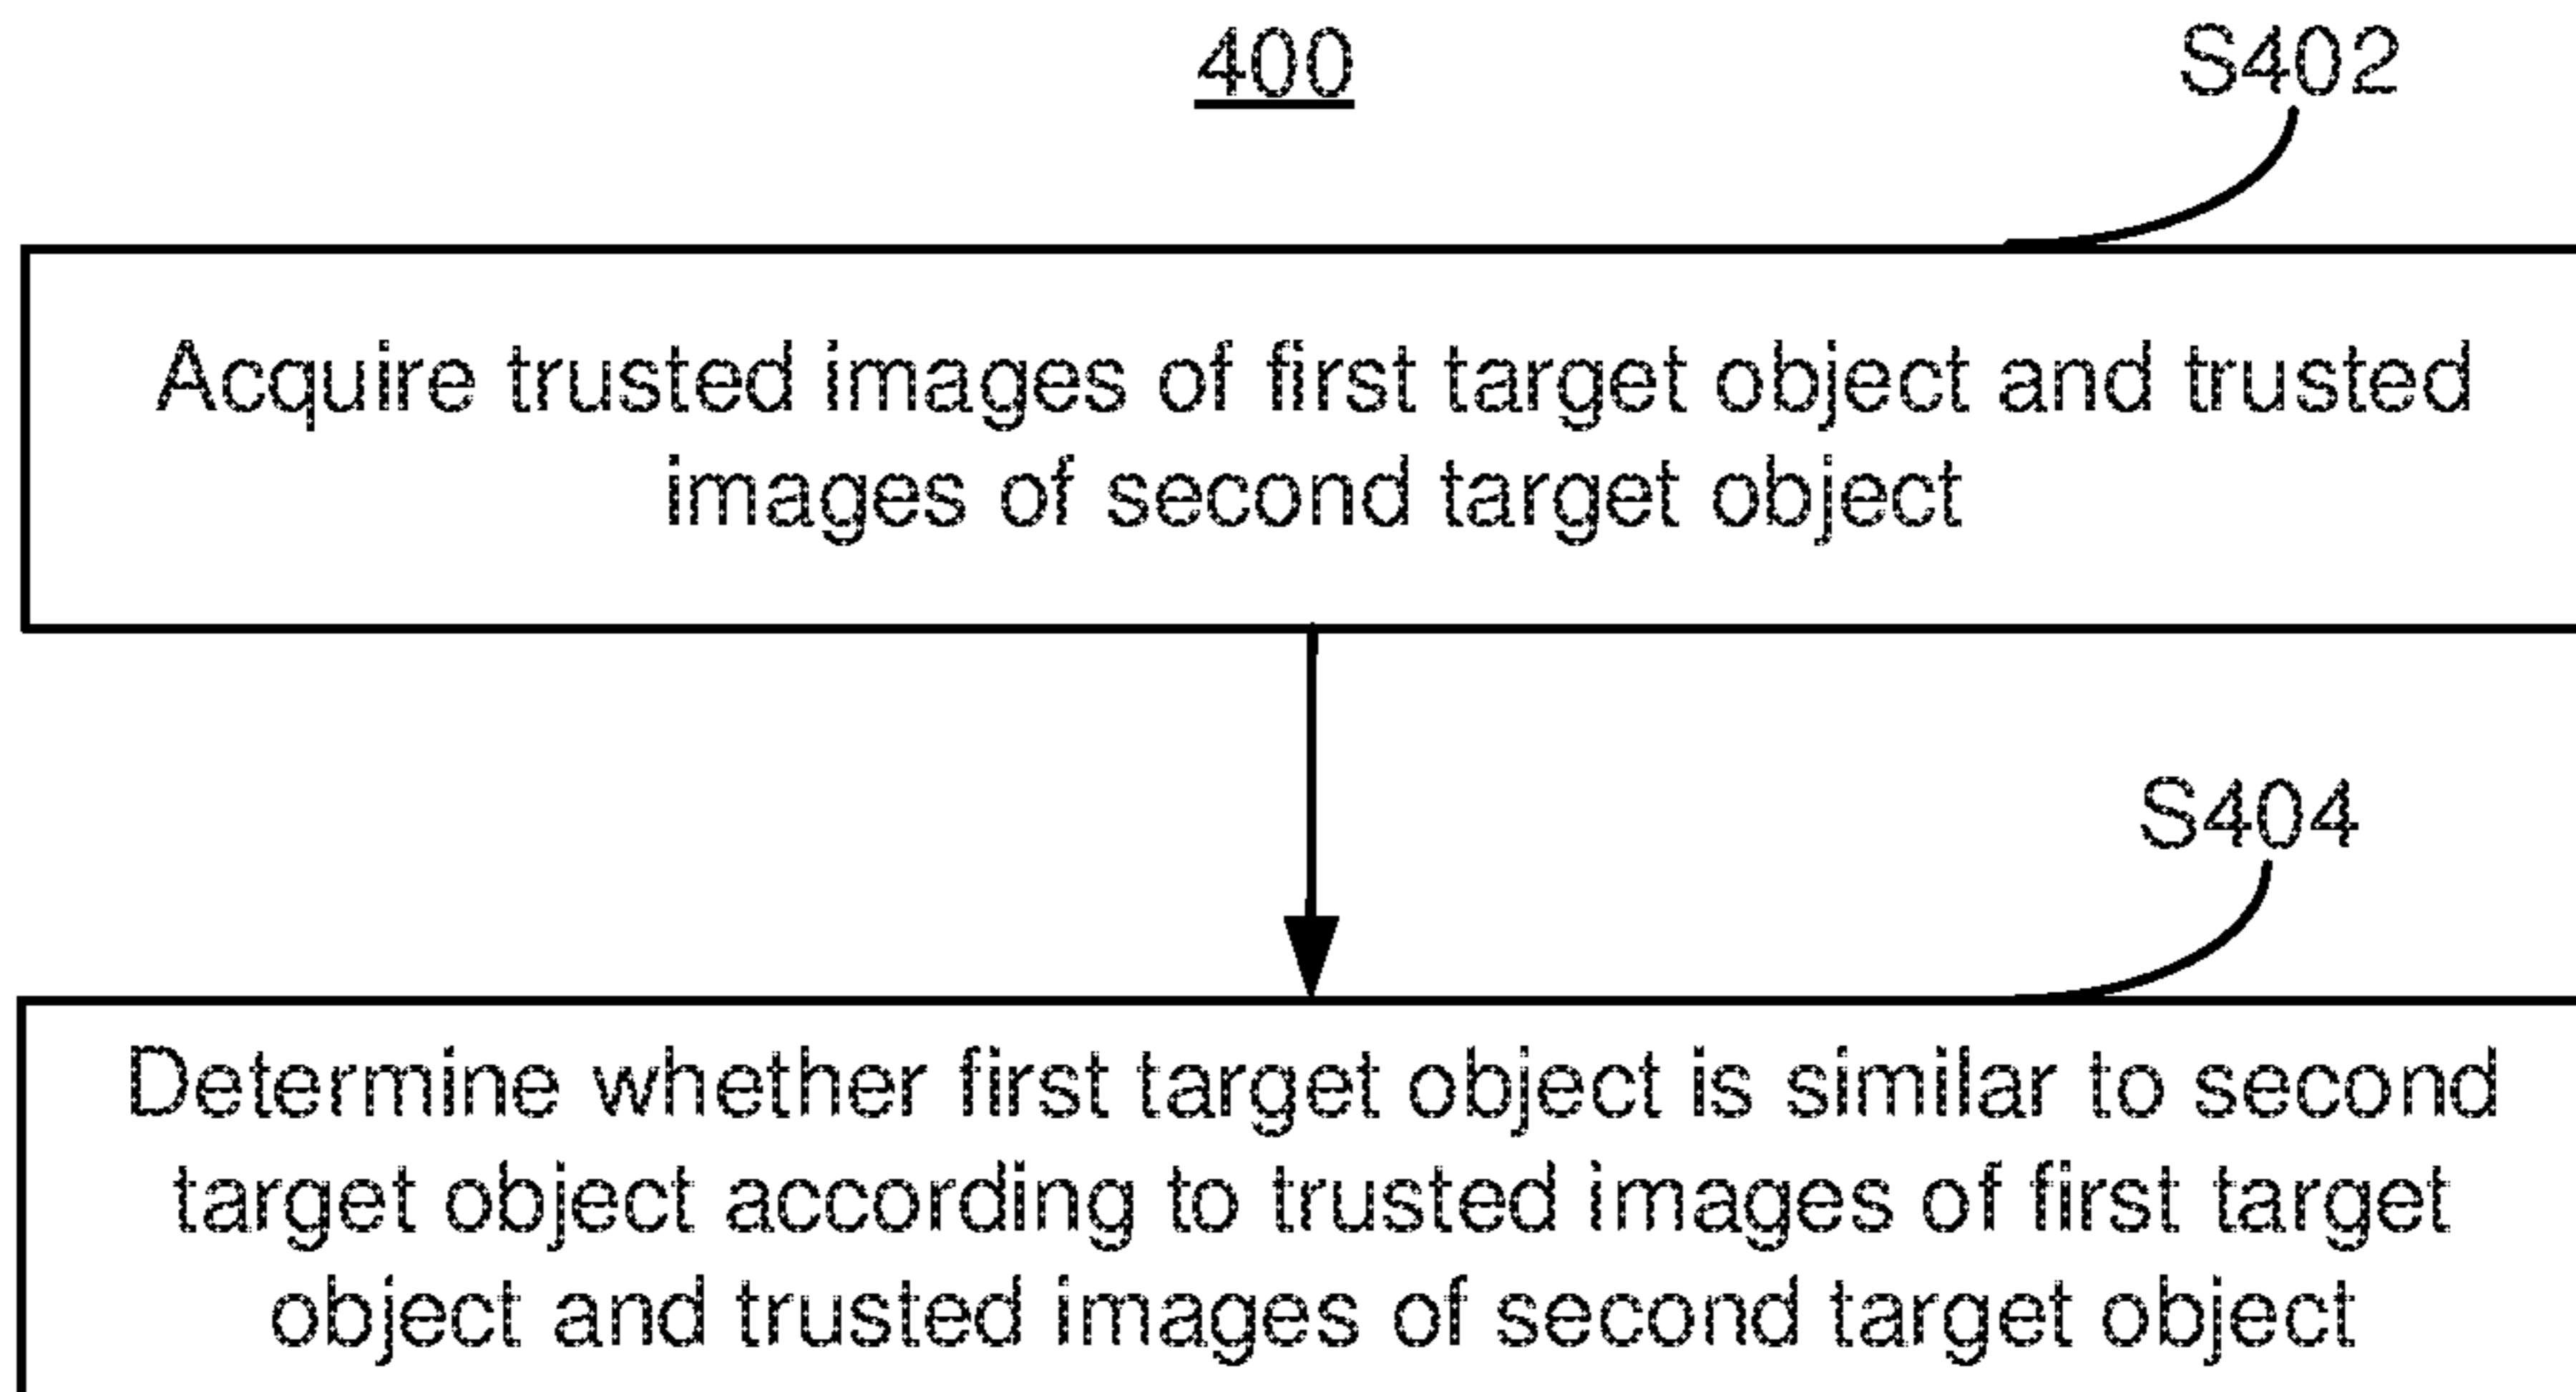 400
S402
Acquire trusted images of first target object and trusted
images of second target object
S404
Determine whether first target object is similar to second
target object according to trusted images of first target
object and trusted images of second target object